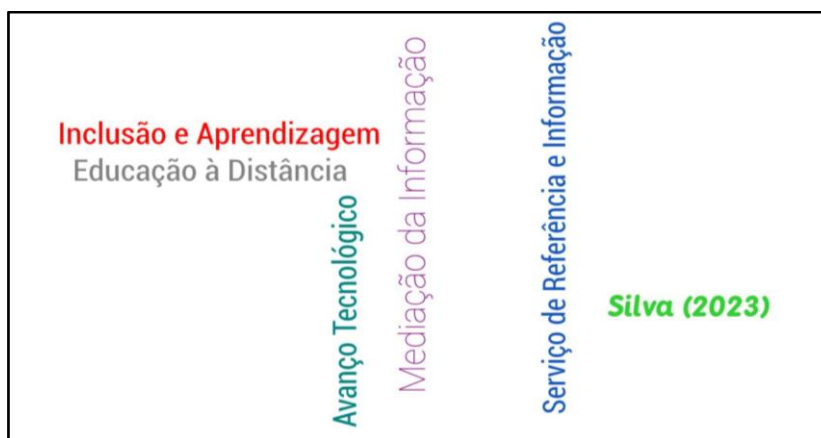 Inclusão e Aprendizagem
Educação à Distância
Avanço Tecnológico
Mediação da Informação
Serviço de Referência e Informação
Silva (2023)